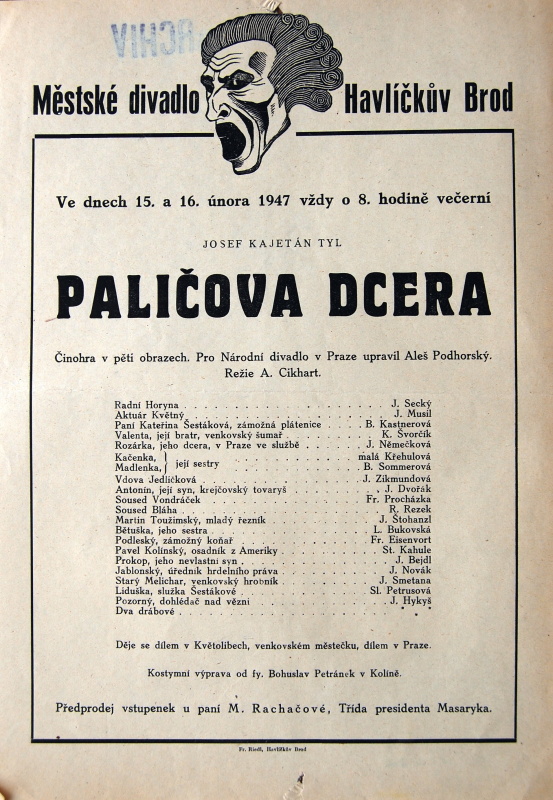 ARCHIV
Městské divadlo Havlíčkův Brod
Ve dnech 15. a 16. února 1947 vždy o 8. hodině večerní
JOSEF KAJETÁN TYL
PALIČOVA DCERA
Činohra v pěti obrazech. Pro Národní divadlo v Praze upravil Aleš Podhorský.
Režie A. Cikhart.
Radní Horyna . . . . . . . . . . . . . . . . . J. Secký
Aktuár Květný . . . . . . . . . . . . . . . . . J. Musil
Paní Kateřina Šestáková, zámožná plátenice . . . . B. Kastnerová
Valenta, její bratr, venkovský šumař . . . . . . . . K. Švorčík
Rozárka, jeho dcera, v Praze ve službě . . . . . . J. Němečková
Kačenka, } její sestry . . . . . . . . . . malá Křehulová
Madlenka, } . . . . . . . . . . B. Sommerová
Vdova Jedličková . . . . . . . . . . . . . . J. Zikmundová
Antonín, její syn, krejčovský tovaryš . . . . . . . . J. Dvořák
Soused Vondráček . . . . . . . . . . . . . . Fr. Procházka
Soused Bláha . . . . . . . . . . . . . . . . R. Rezek
Martin Toužimský, mladý řezník . . . . . . . . . J. Štohanzl
Bětuška, jeho sestra . . . . . . . . . . . . . L. Bukovská
Podleský, zámožný koňař . . . . . . . . . . . Fr. Eisenvort
Pavel Kolínský, osadník z Ameriky . . . . . . . . St. Kahule
Prokop, jeho nevlastní syn . . . . . . . . . . . . J. Bejdl
Jablonský, úředník hrdelního práva . . . . . . . . J. Novák
Starý Melichar, venkovský hrobník . . . . . . . . J. Smetana
Liduška, služka Šestákové . . . . . . . . . . . Sl. Petrusová
Pozorný, dohlédač nad vězni . . . . . . . . . . . J. Hykyš
Dva drábové . . . . . . . . . . . . . . . . . * *
Děje se dílem v Květolibech, venkovském městečku, dílem v Praze.
Kostymní výprava od fy. Bohuslav Petránek v Kolíně.
Předprodej vstupenek u paní M. Rachačové, Třída presidenta Masaryka.
Fr. Riedl, Havlíčkův Brod